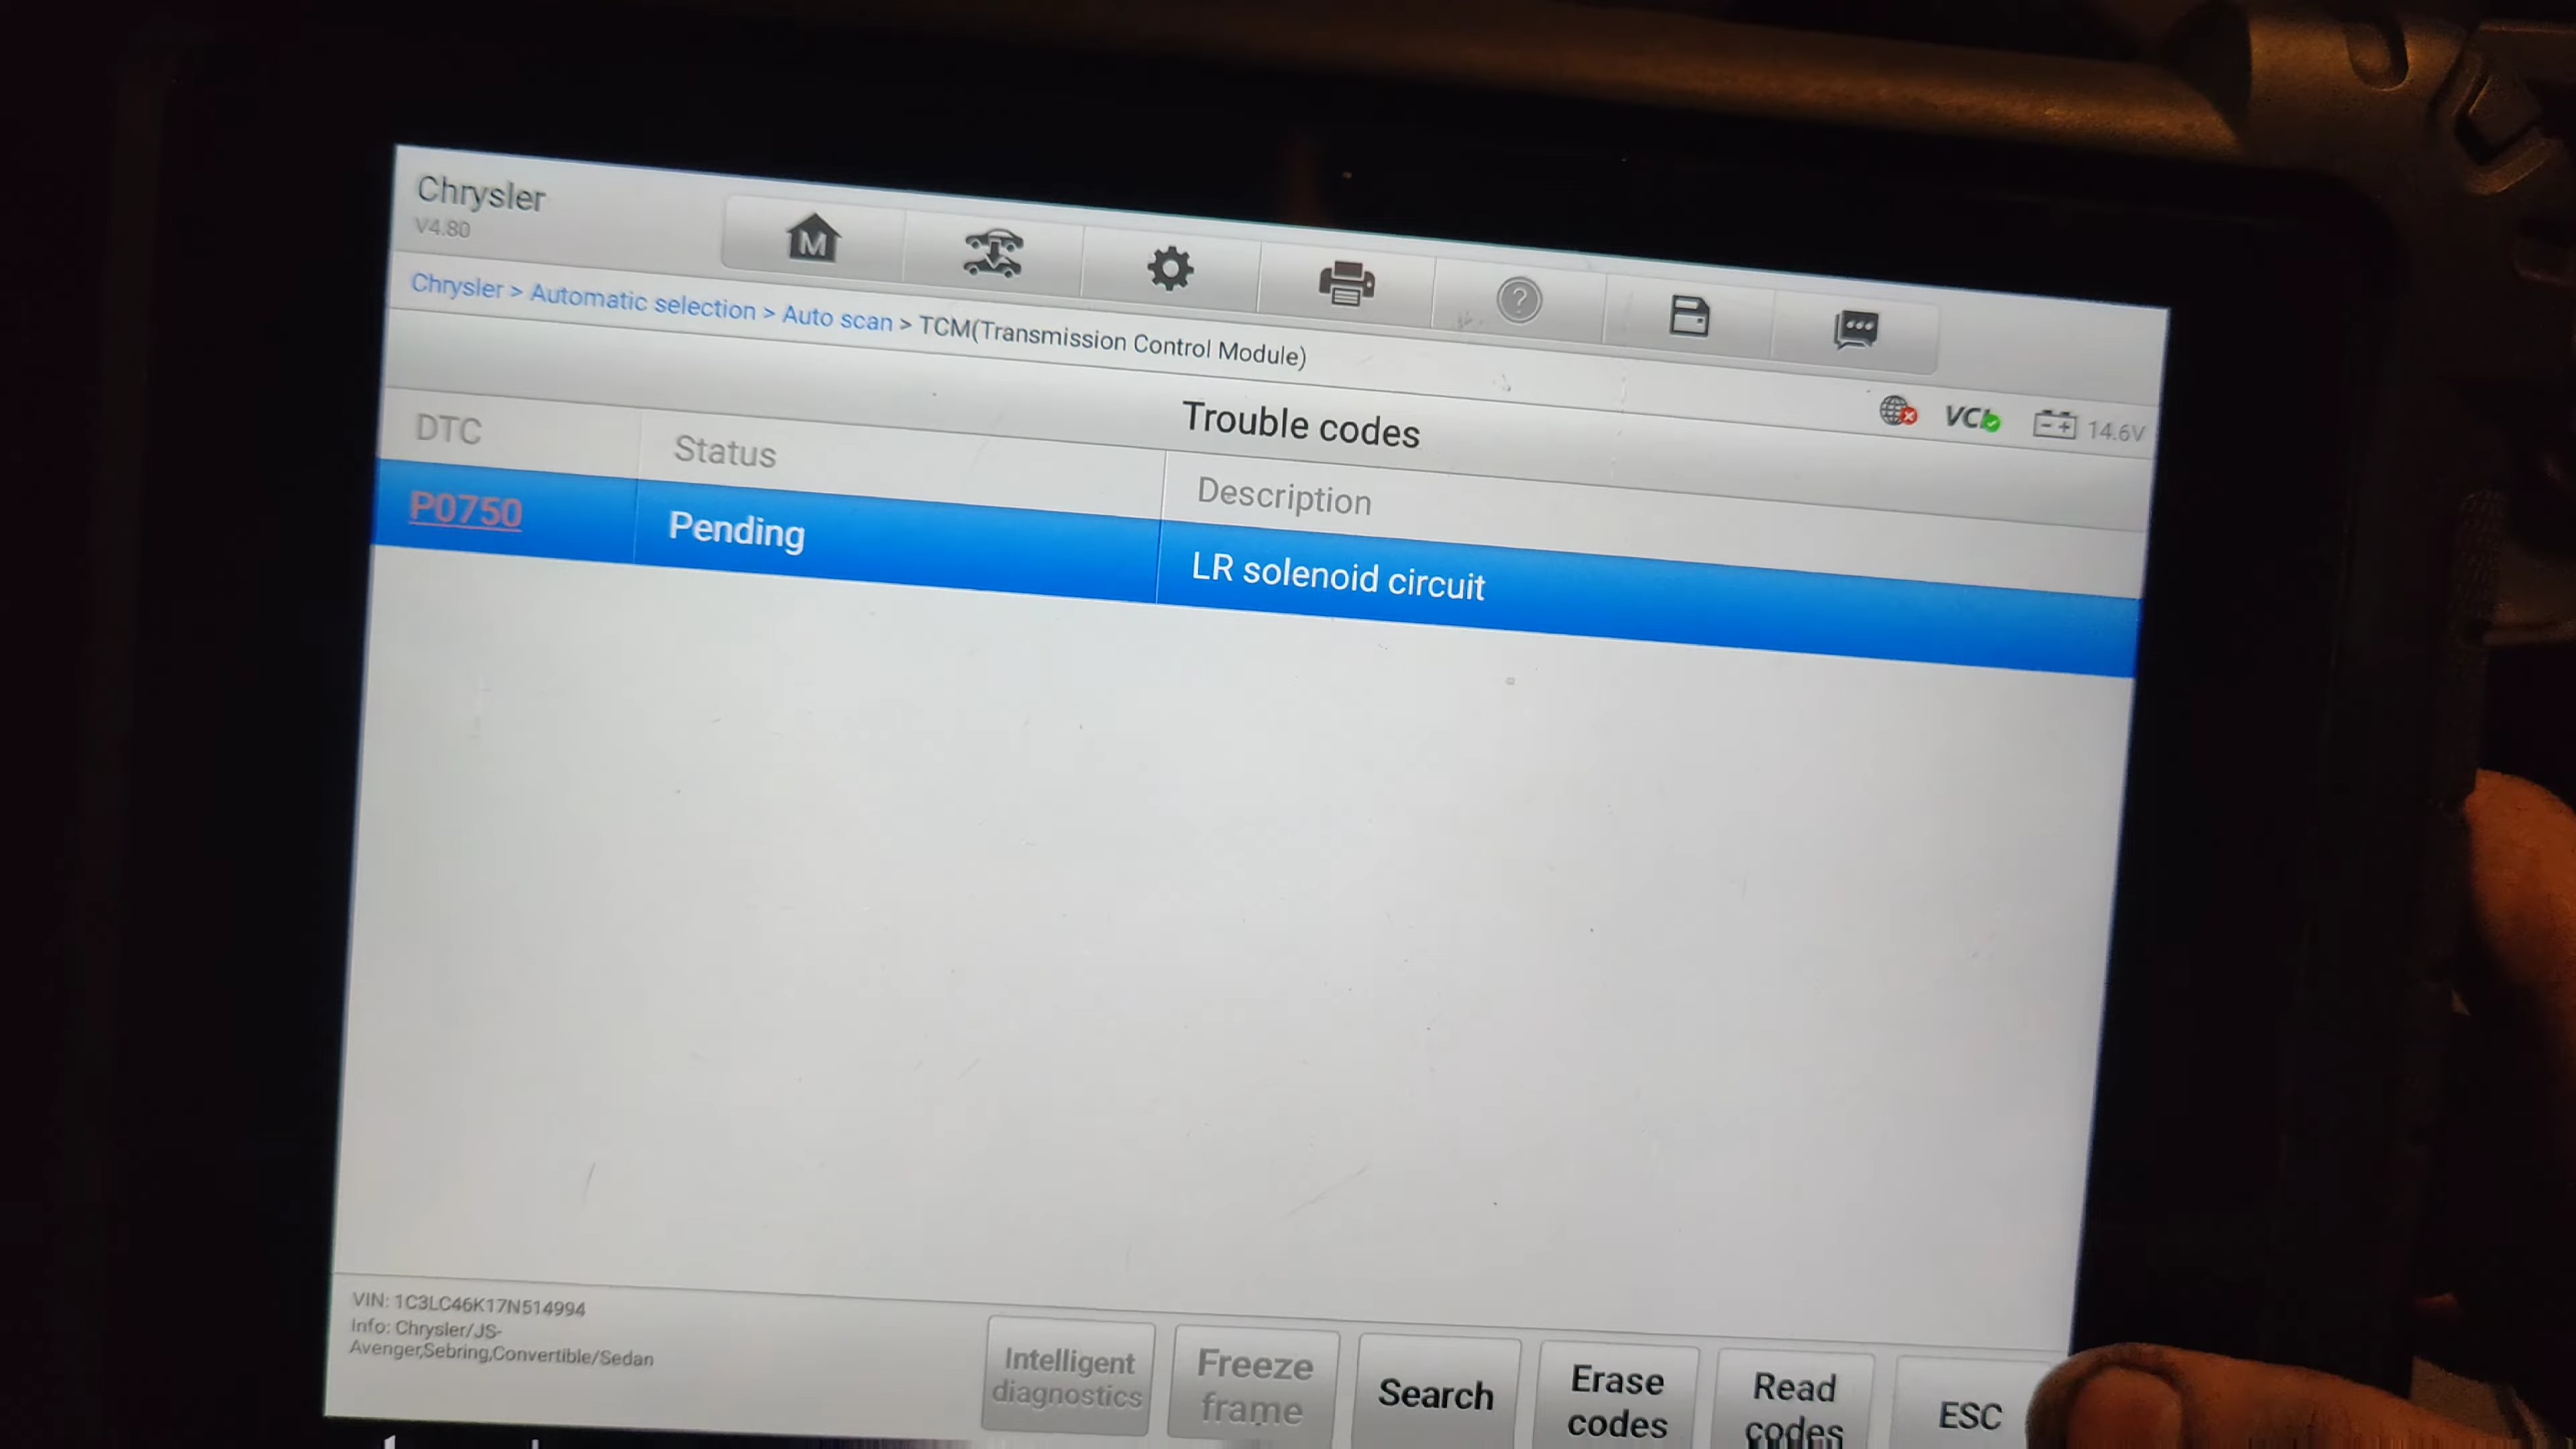 Chrysler
V4.80
M
?
Chrysler > Automatic selection > Auto scan > TCM(Transmission Control Module)
VCI
14.6V
Trouble codes
DTC
Status
Description
P0750
Pending
LR solenoid circuit
VIN: 1C3LC46K17N514994
Info: Chrysler/JS-
Avenger,Sebring,Convertible/Sedan
Intelligent
diagnostics
Freeze
frame
Search
Erase
codes
Read
codes
ESC